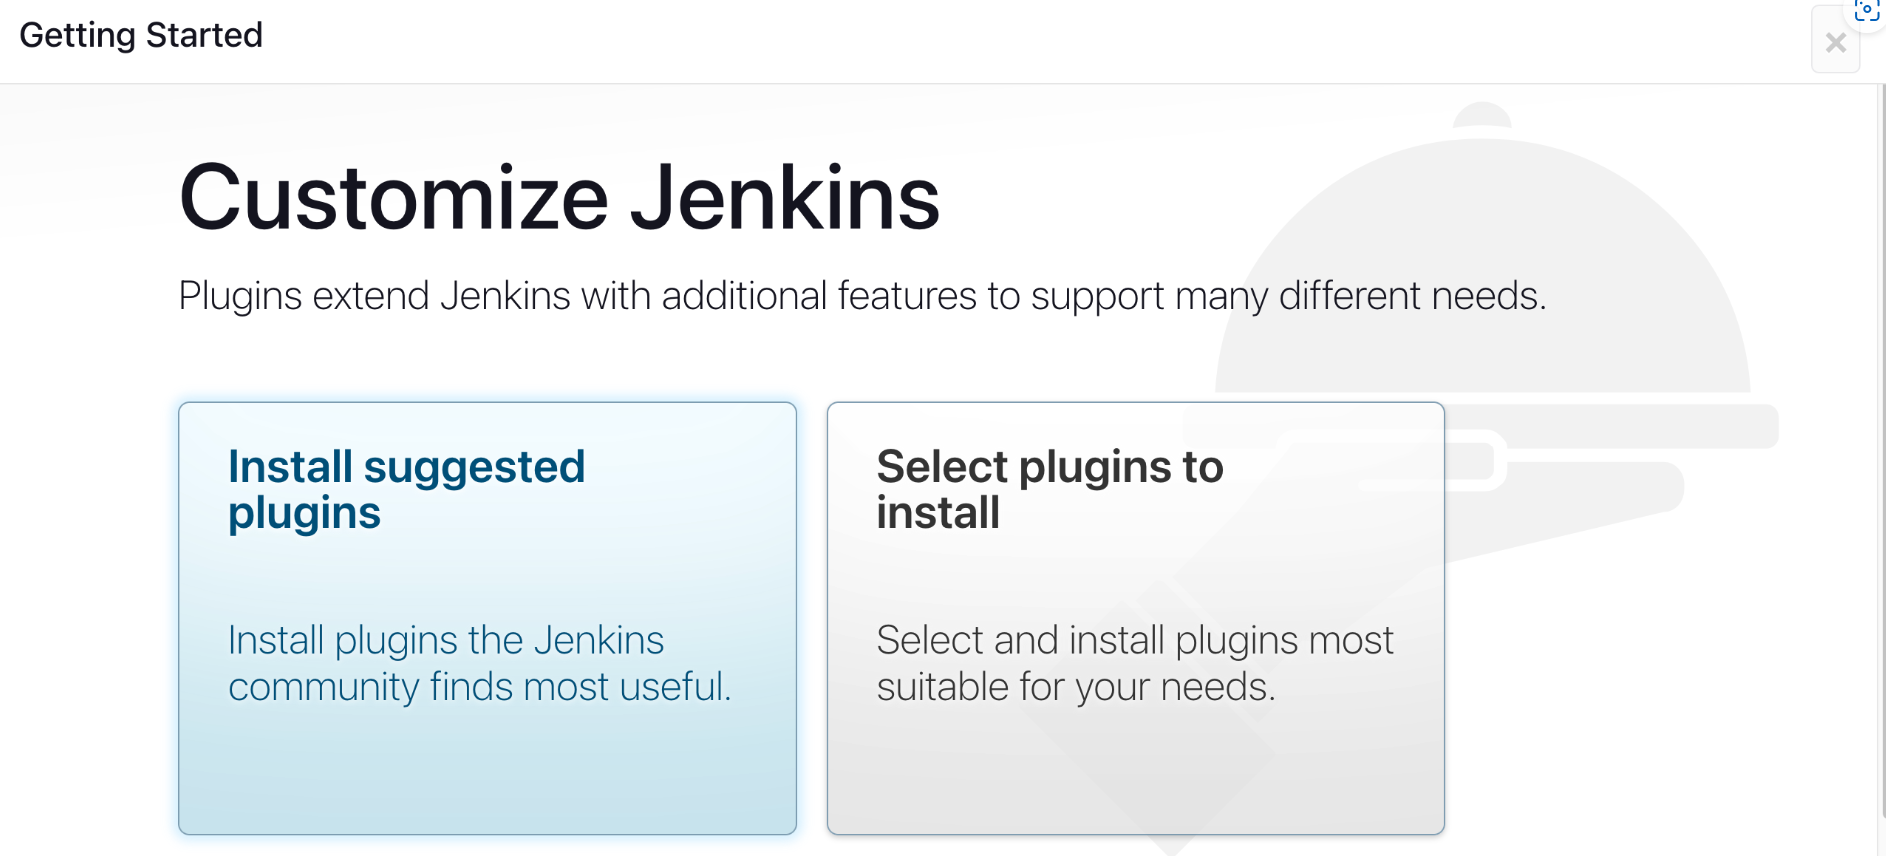 Getting Started
×
Customize Jenkins
Plugins extend Jenkins with additional features to support many different needs.
Install suggested
plugins
Install plugins the Jenkins
community finds most useful.
Select plugins to
install
Select and install plugins most
suitable for your needs.